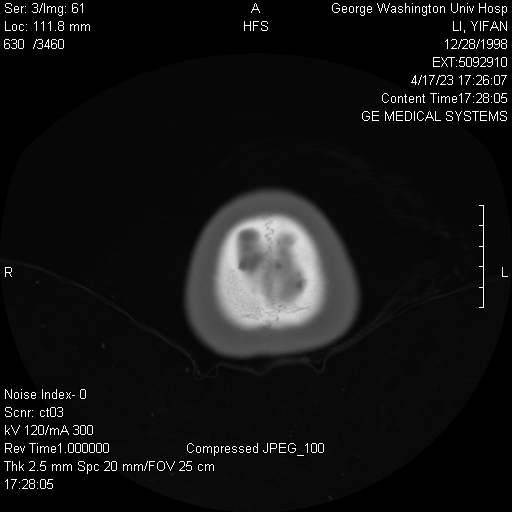 Ser: 3/Img: 61
Loc: 111.8 mm
630 /3460
A
HFS
George Washington Univ Hosp
LI, YIFAN
12/28/1998
EXT:5092910
4/17/23 17:26:07
Content Time17:28:05
GE MEDICAL SYSTEMS
R
L
Noise Index- 0
Scnr: ct03
kV 120/mA 300
Rev Time1.000000
Compressed JPEG_100
Thk 2.5 mm Spc 20 mm/FOV 25 cm
17:28:05